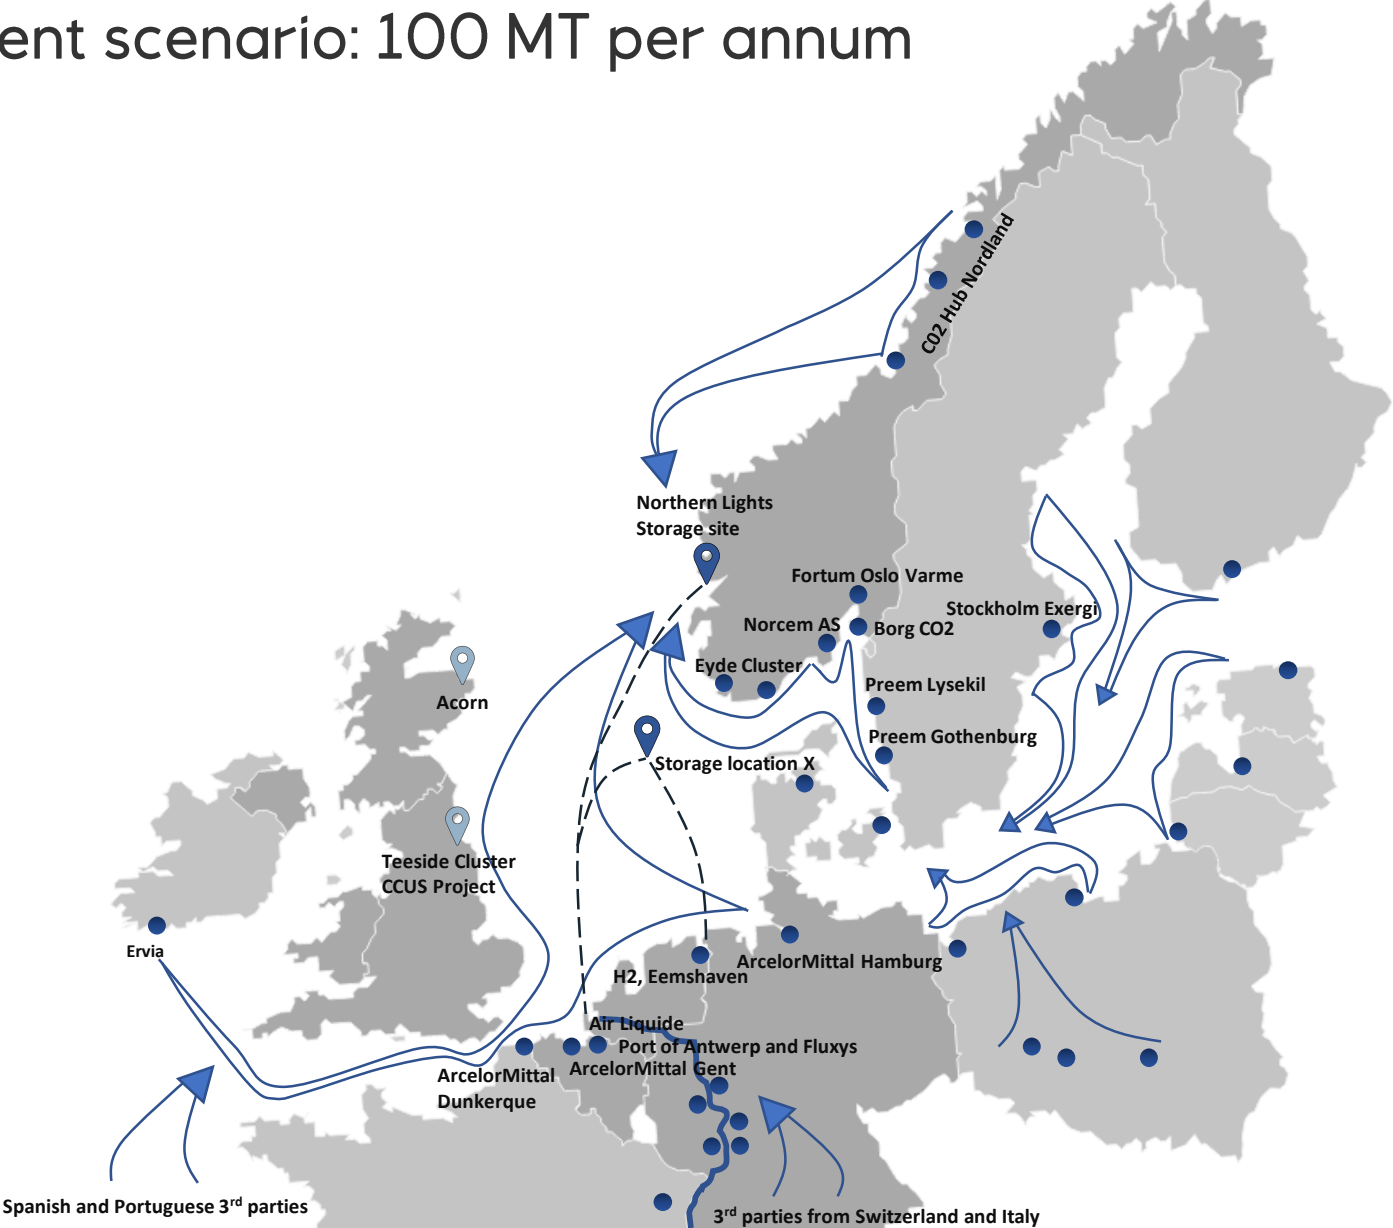 ent scenario: 100 MT per annum
C02 Hub Nordland
Northern Lights
Storage site
Fortum Oslo Varme
Stockholm Exergi
Norcem AS
Borg CO2
Eyde Cluster
Preem Lysekil
Acorn
Preem Gothenburg
Storage location X
Teeside Cluster
CCUS Project
Ervia
ArcelorMittal Hamburg
H2, Eemshaven
Air Liquide
Port of Antwerp and Fluxys
ArcelorMittal Gent
ArcelorMittal
Dunkerque
Spanish and Portuguese 3rd parties
3rd parties from Switzerland and Italy